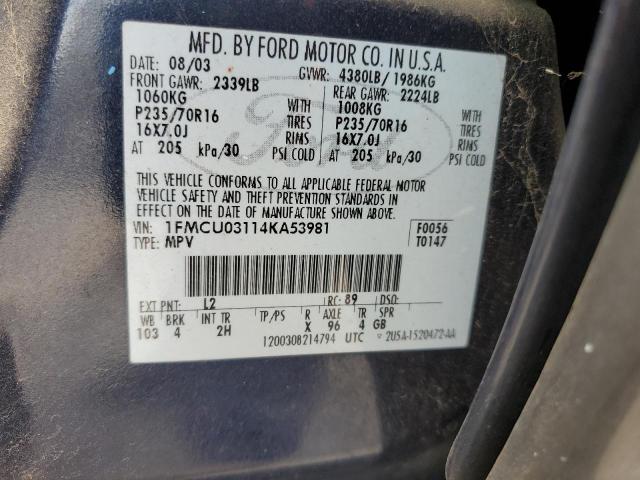 MFD. BY FORD MOTOR CO. IN U.S.A.
DATE: 08/03 GVWR: 4380LB/1986KG
FRONT GAWR: 2339LB REAR GAWR: 2224LB
1060KG WITH 1008KG WITH
P235/70R16 TIRES P235/70R16 TIRES
16X7.0J RIMS 16X7.0J RIMS
AT 205 kPa/30 PSI COLD AT 205 kPa/30 PSI COLD
Ford
THIS VEHICLE CONFORMS TO ALL APPLICABLE FEDERAL MOTOR
VEHICLE SAFETY AND THEFT PREVENTION STANDARDS IN
EFFECT ON THE DATE OF MANUFACTURE SHOWN ABOVE.
VIN: 1FMCU03114KA53981 F0056
TYPE: MPV T0147
EXT PNT: L2 RC: 89 DSO:
WB BRK INT TR TP/PS R AXLE TR SPR
103 4 2H X 96 4 GB
1200308214794 UTC 2U5A-1520472-AA